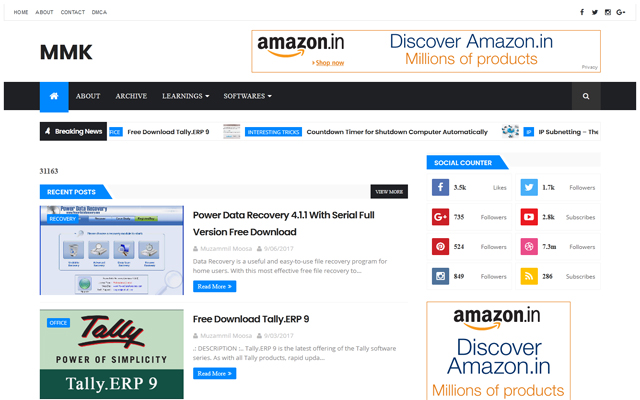 HOME ABOUT CONTACT DMCA
MMK
amazon.in
Shop now
Discover Amazon.in
Millions of products
Privacy
ABOUT ARCHIVE LEARNINGS SOFTWARES
Breaking News
ICE Free Download Tally.ERP 9 INTERESTING TRICKS Countdown Timer for Shutdown Computer Automatically IP IP Subnetting – The
31163
RECENT POSTS
VIEW MORE
RECOVERY
Power Data Recovery
Power Data Recovery 4.1.1 With Serial Full
Version Free Download
Muzammil Moosa 9/06/2017
Data Recovery is a useful and easy-to-use file recovery program for
home users. With this most effective free file recovery to...
Read More »
OFFICE
Tally
POWER OF SIMPLICITY
Tally.ERP 9
Free Download Tally.ERP 9
Muzammil Moosa 9/03/2017
.: DESCRIPTION :.. Tally.ERP 9 is the latest offering of the Tally software
series. As with all Tally products, rapid upda...
Read More »
SOCIAL COUNTER
3.5k Likes
1.7k Followers
735 Followers
2.8k Subscribes
524 Followers
7.3m Followers
849 Followers
286 Subscribes
amazon.in
Discover
Amazon.in
Millions of products